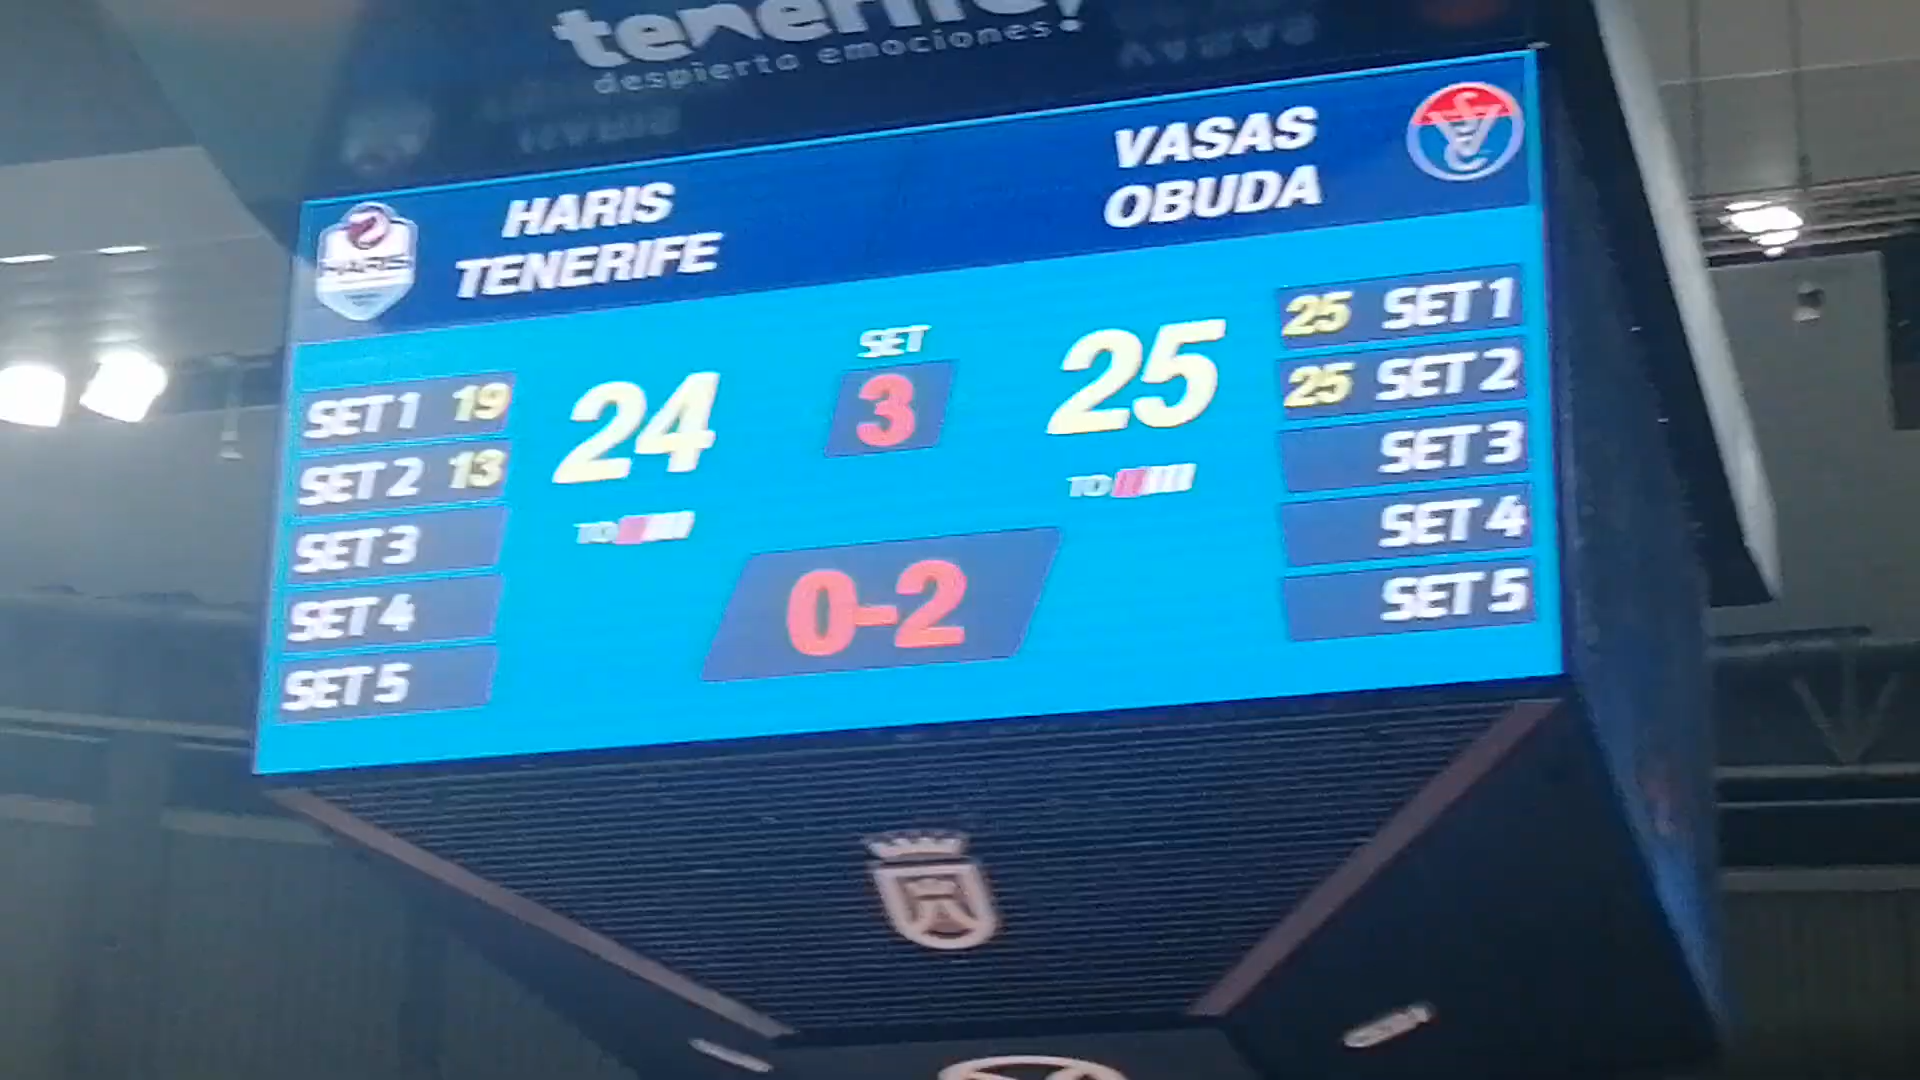 tenerife!
despierta emociones
HARIS
TENERIFE
VASAS
OBUDA
HARIS
SET 1 19
SET 2 13
SET 3
SET 4
SET 5
24
TO
SET
3
25
TO
0-2
25 SET 1
25 SET 2
SET 3
SET 4
SET 5